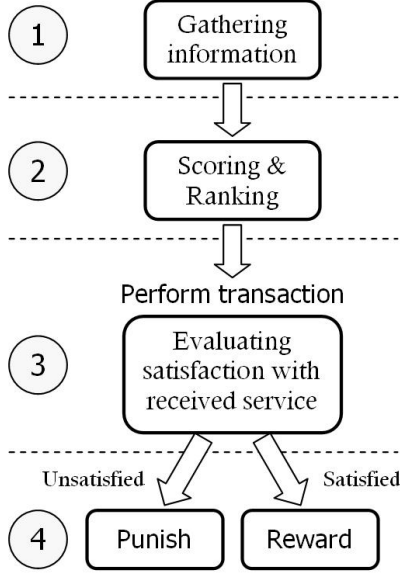 1
Gathering
information
2
Scoring &
Ranking
Perform transaction
3
Evaluating
satisfaction with
received service
Unsatisfied
Satisfied
4
Punish
Reward